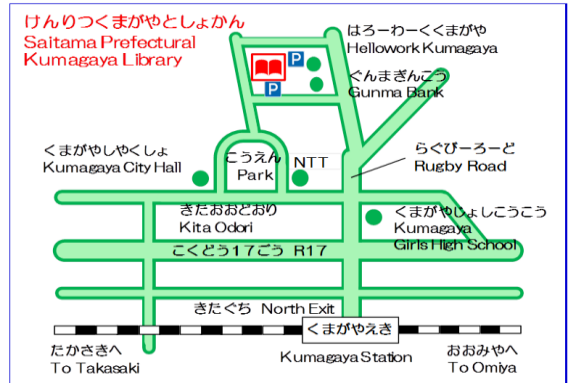 けんりつくまがやとしょかん
Saitama Prefectural
Kumagaya Library
はろーわーくくまがや
Hellowork Kumagaya
P
ぐんまぎんこう
Gunma Bank
P
くまがやしやくしょ
Kumagaya City Hall
こうえん
Park
NTT
らぐびーろーど
Rugby Road
きたおおどおり
Kita Odori
くまがやじょしこうこう
Kumagaya
Girls High School
こくどう17ごう R17
きたぐち North Exit
くまがやえき
Kumagaya Station
たかさきへ
To Takasaki
おおみやへ
To Omiya